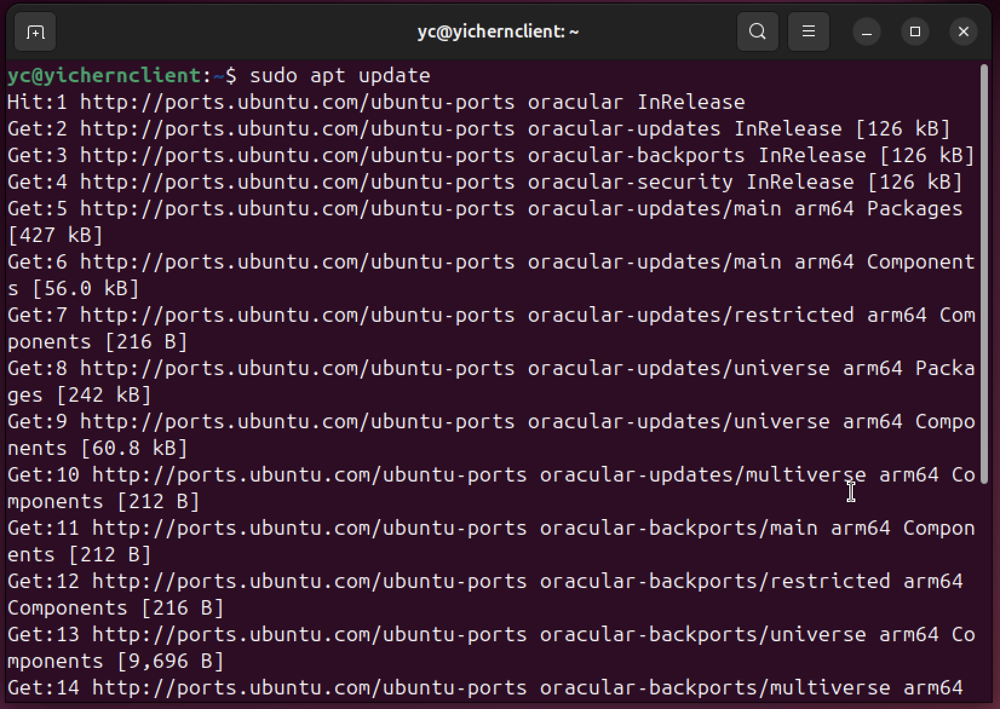 yc@yichernclient: ~
yc@yichernclient:~$ sudo apt update
Hit:1 http://ports.ubuntu.com/ubuntu-ports oracular InRelease
Get:2 http://ports.ubuntu.com/ubuntu-ports oracular-updates InRelease [126 kB]
Get:3 http://ports.ubuntu.com/ubuntu-ports oracular-backports InRelease [126 kB]
Get:4 http://ports.ubuntu.com/ubuntu-ports oracular-security InRelease [126 kB]
Get:5 http://ports.ubuntu.com/ubuntu-ports oracular-updates/main arm64 Packages
[427 kB]
Get:6 http://ports.ubuntu.com/ubuntu-ports oracular-updates/main arm64 Component
s [56.0 kB]
Get:7 http://ports.ubuntu.com/ubuntu-ports oracular-updates/restricted arm64 Com
ponents [216 B]
Get:8 http://ports.ubuntu.com/ubuntu-ports oracular-updates/universe arm64 Packa
ges [242 kB]
Get:9 http://ports.ubuntu.com/ubuntu-ports oracular-updates/universe arm64 Compo
nents [60.8 kB]
Get:10 http://ports.ubuntu.com/ubuntu-ports oracular-updates/multiverse arm64 Co
mponents [212 B]
Get:11 http://ports.ubuntu.com/ubuntu-ports oracular-backports/main arm64 Compon
ents [212 B]
Get:12 http://ports.ubuntu.com/ubuntu-ports oracular-backports/restricted arm64
Components [216 B]
Get:13 http://ports.ubuntu.com/ubuntu-ports oracular-backports/universe arm64 Co
mponents [9,696 B]
Get:14 http://ports.ubuntu.com/ubuntu-ports oracular-backports/multiverse arm64